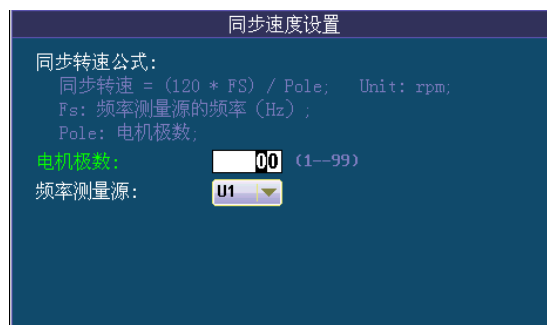 同步速度设置
同步转速公式:
同步转速 = (120 * FS) / Pole;   Unit: rpm;
Fs: 频率测量源的频率 (Hz) ;
Pole: 电机极数;
电机极数: 00 (1--99)
频率测量源: U1